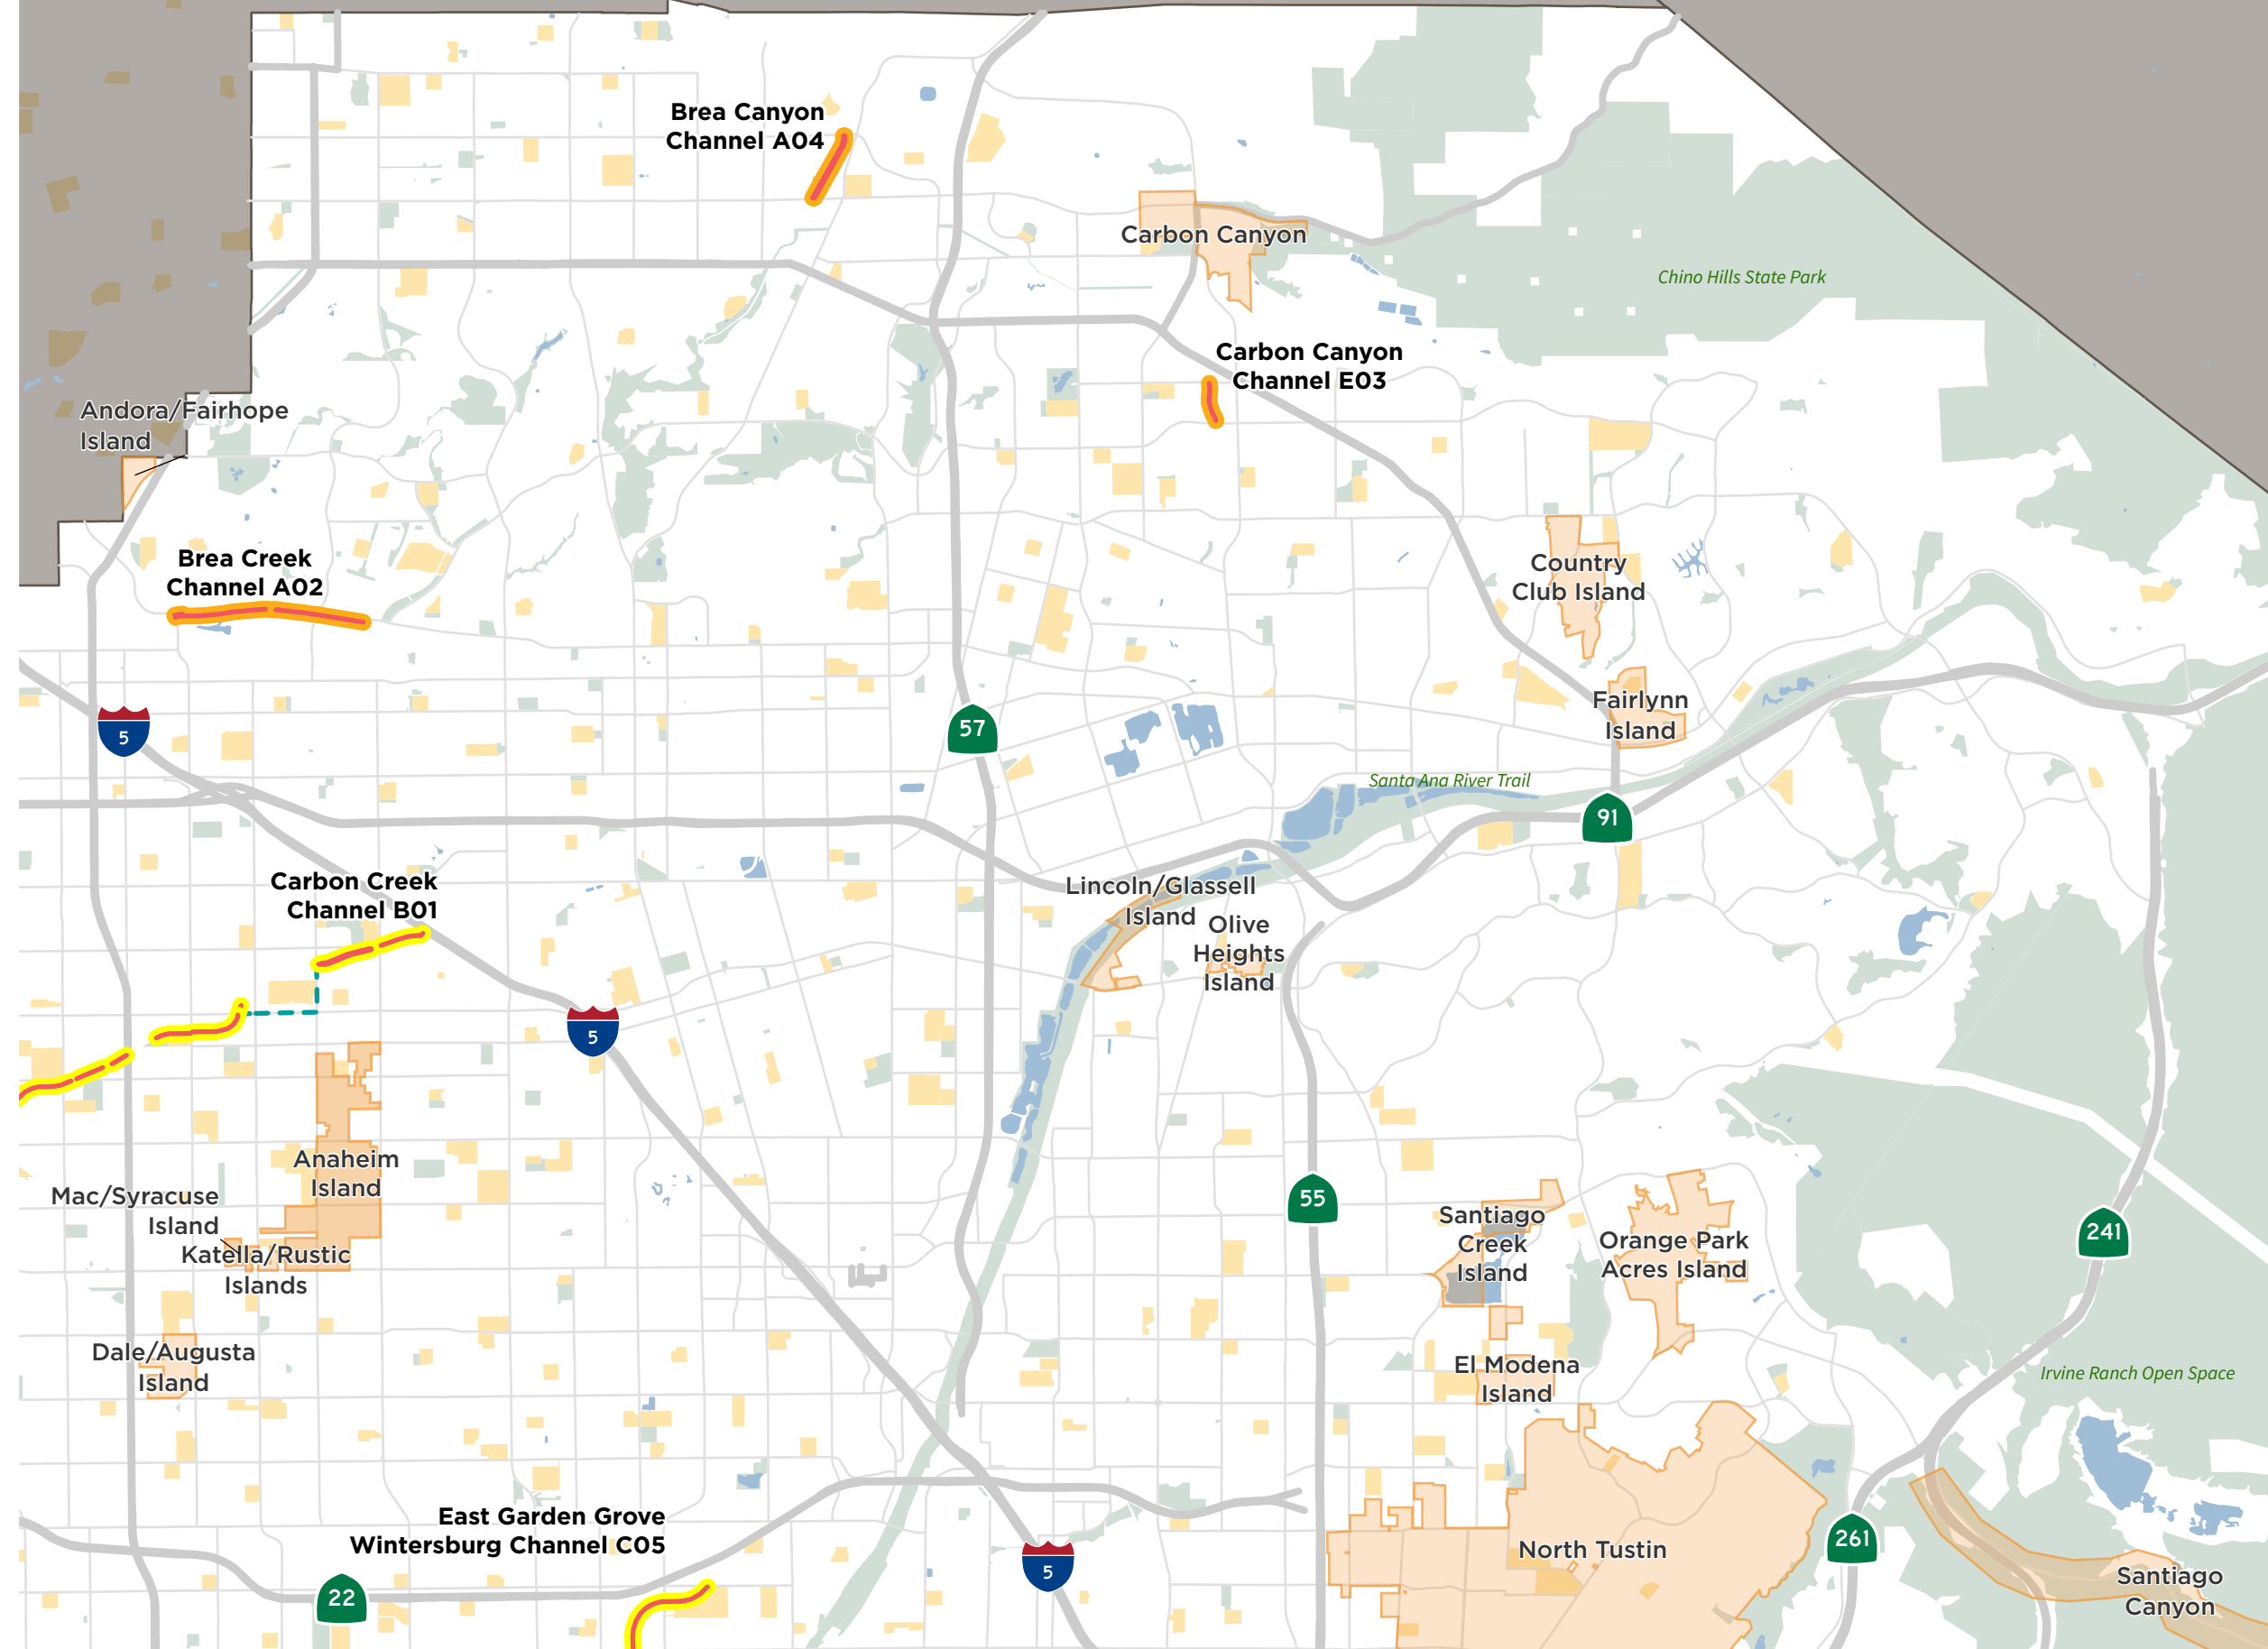 Brea Canyon
Channel A04
Carbon Canyon
Chino Hills State Park
Carbon Canyon
Channel E03
Andora/Fairhope
Island
Brea Creek
Channel A02
Country
Club Island
Fairlynn
Island
5
57
Santa Ana River Trail
91
Carbon Creek
Channel B01
Lincoln/Glassell
Island
Olive
Heights
Island
5
Anaheim
Island
Mac/Syracuse
Island
Katella/Rustic
Islands
55
Santiago
Creek
Island
Orange Park
Acres Island
241
Dale/Augusta
Island
El Modena
Island
Irvine Ranch Open Space
East Garden Grove
Wintersburg Channel C05
North Tustin
261
5
22
Santiago
Canyon